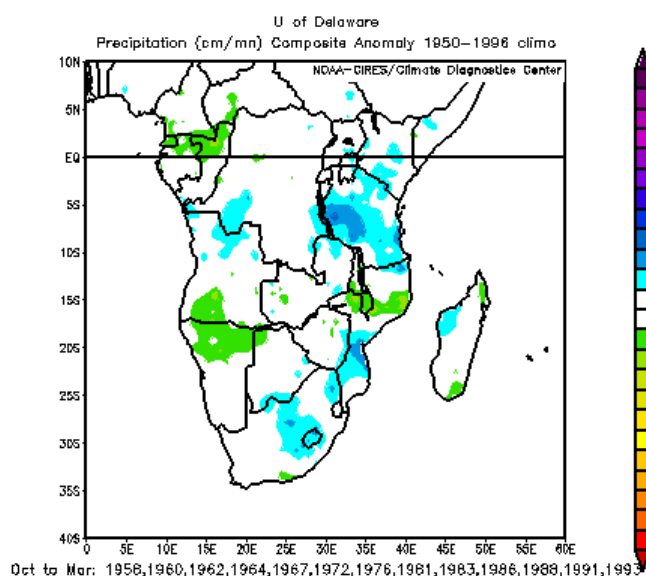 U of Delaware
Precipitation (cm/mn) Composite Anomaly 1950-1996 clima
NOAA-CIRES/Climate Diagnostics Center
10N
5N
EQ
5S
10S
15S
20S
25S
30S
35S
40S
0 5E 10E 15E 20E 25E 30E 35E 40E 45E 50E 55E 60E
Oct to Mar: 1958,1960,1962,1964,1967,1972,1976,1981,1983,1986,1988,1991,1993